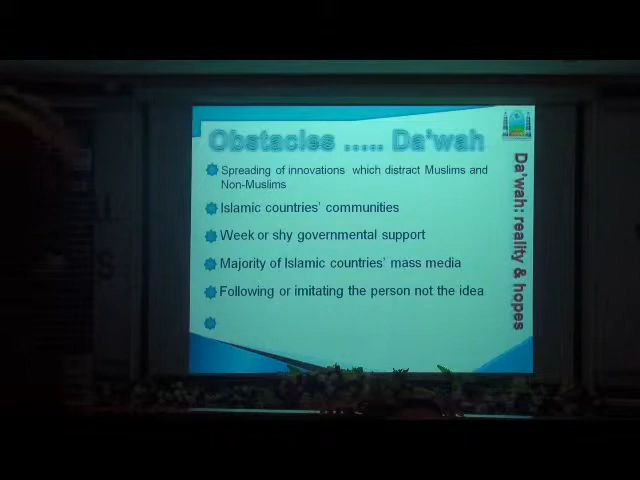 Obstacles ..... Da'wah
Spreading of innovations which distract Muslims and
Non-Muslims
Islamic countries' communities
Week or shy governmental support
Majority of Islamic countries' mass media
Following or imitating the person not the idea
Da'wah: reality & hopes